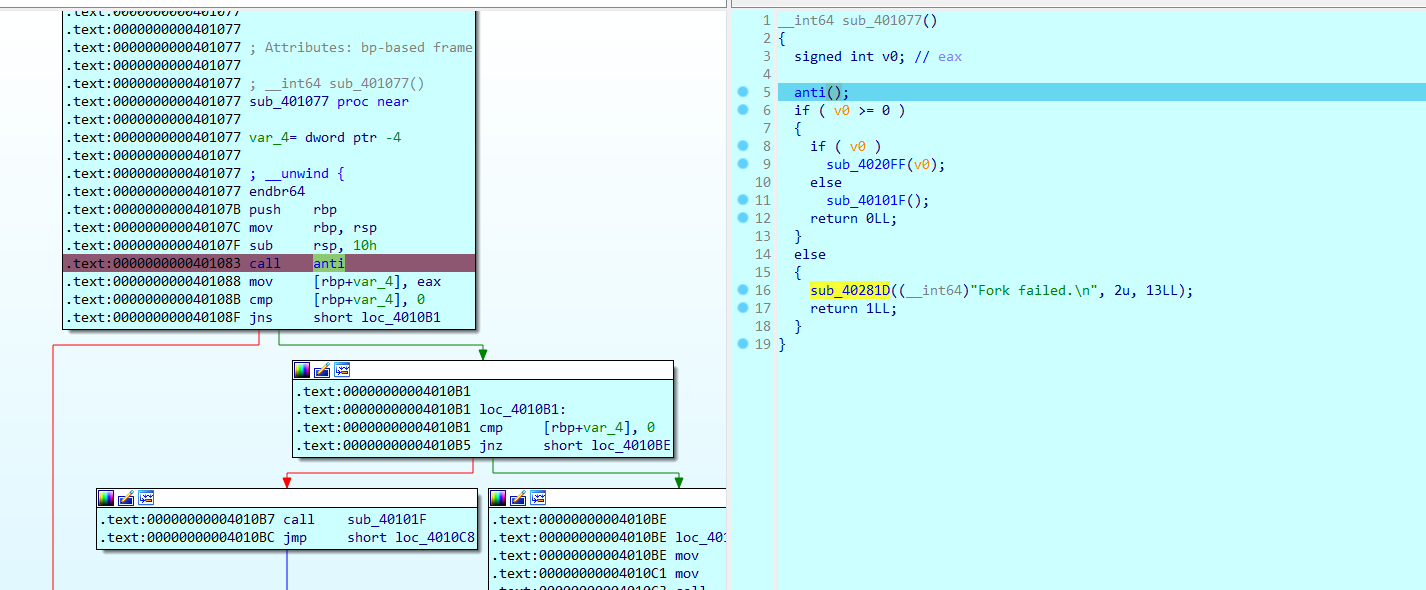 .text:0000000000401077
.text:0000000000401077
.text:0000000000401077 ; Attributes: bp-based frame
.text:0000000000401077
.text:0000000000401077 ; __int64 sub_401077()
.text:0000000000401077 sub_401077 proc near
.text:0000000000401077
.text:0000000000401077 var_4= dword ptr -4
.text:0000000000401077
.text:0000000000401077 ; __unwind {
.text:0000000000401077 endbr64
.text:000000000040107B push    rbp
.text:000000000040107C mov     rbp, rsp
.text:000000000040107F sub     rsp, 10h
.text:0000000000401083 call    anti
.text:0000000000401088 mov     [rbp+var_4], eax
.text:000000000040108B cmp     [rbp+var_4], 0
.text:000000000040108F jns     short loc_4010B1
.text:00000000004010B1
.text:00000000004010B1 loc_4010B1:
.text:00000000004010B1 cmp     [rbp+var_4], 0
.text:00000000004010B5 jnz     short loc_4010BE
.text:00000000004010B7 call    sub_40101F
.text:00000000004010BC jmp     short loc_4010C8
.text:00000000004010BE
.text:00000000004010BE loc_401
.text:00000000004010BE mov
.text:00000000004010C1 mov
1 __int64 sub_401077()
2 {
3   signed int v0; // eax
4
5   anti();
6   if ( v0 >= 0 )
7   {
8     if ( v0 )
9       sub_4020FF(v0);
10     else
11       sub_40101F();
12     return 0LL;
13   }
14   else
15   {
16     sub_40281D((__int64)"Fork failed.\n", 2u, 13LL);
17     return 1LL;
18   }
19 }